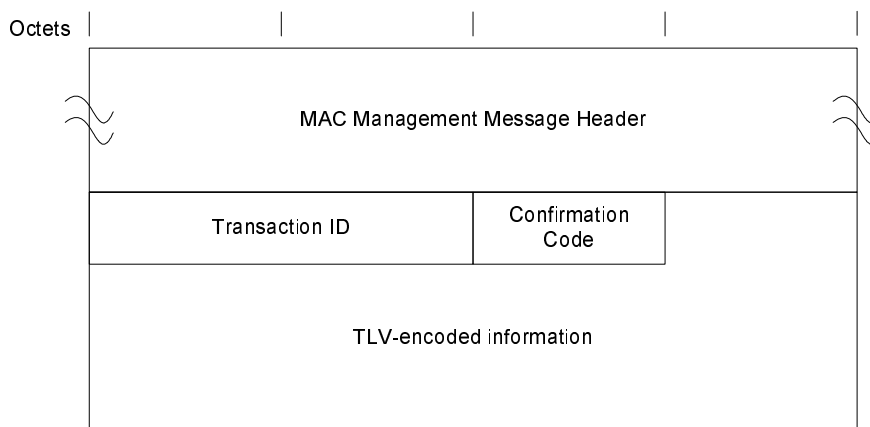 Octets
MAC Management Message Header
Transaction ID
Confirmation
Code
TLV-encoded information